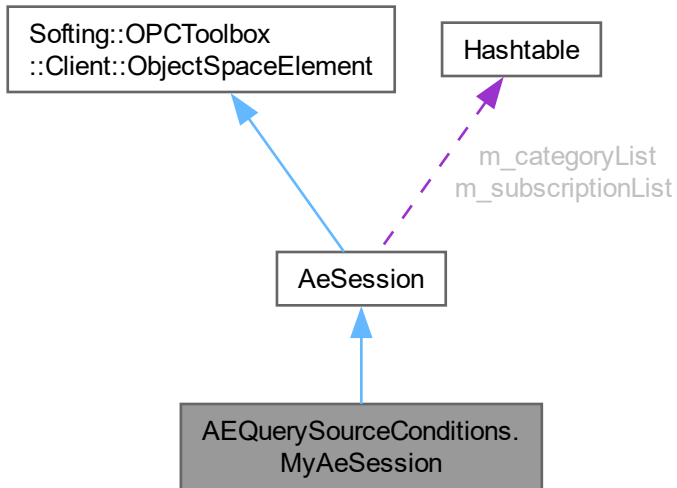 Softing::OPCToolbox
::Client::ObjectSpaceElement
Hashtable
m_categoryList
m_subscriptionList
AeSession
AEQuerySourceConditions.
MyAeSession